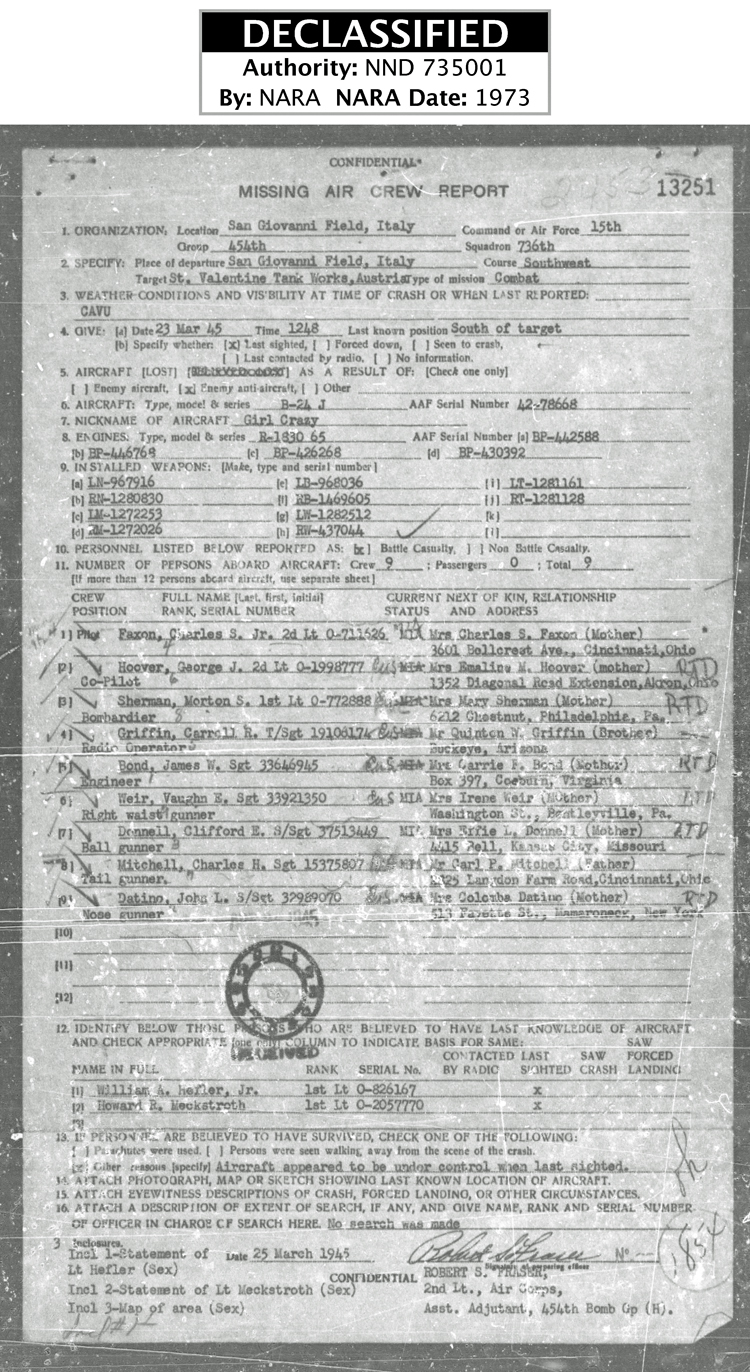 DECLASSIFIED
Authority: NND 735001
By: NARA NARA Date: 1973
CONFIDENTIAL
MISSING AIR CREW REPORT
13251
1. ORGANIZATION; Location San Giovanni Field, Italy Command or Air Force 15th
Group 454th Squadron 736th
2. SPECIFY: Place of departure San Giovanni Field, Italy Course Southwest
Target St. Valentine Tank Works, Austria Type of mission Combat
3. WEATHER CONDITIONS AND VISIBILITY AT TIME OF CRASH OR WHEN LAST REPORTED:
CAVU
4. GIVE: [a] Date 23 Mar 45 Time 1248 Last known position South of target
[b] Specify whether: [x] Last sighted, [ ] Forced down, [ ] Seen to crash,
[ ] Last contacted by radio, [ ] No information.
5. AIRCRAFT [LOST] AS A RESULT OF: [Check one only]
[ ] Enemy aircraft, [x] Enemy anti-aircraft, [ ] Other
6. AIRCRAFT: Type, model & series B-24 J AAF Serial Number 42-78668
7. NICKNAME OF AIRCRAFT Girl Crazy
8. ENGINES: Type, model & series R-1830 65 AAF Serial Number [a] BP-442588
[b] BP-446768 [c] BP-426268 [d] BP-430392
9. INSTALLED WEAPONS: [Make, type and serial number]
[a] LN-967916 [e] LB-968036 [i] LT-1281161
[b] RN-1280830 [f] RB-1469605 [j] RT-1281128
[c] LM-1272253 [g] LW-1282512 [k]
[d] RM-1272026 [h] RW-437044 [l]
10. PERSONNEL LISTED BELOW REPORTED AS: [x] Battle Casualty, [ ] Non Battle Casualty.
11. NUMBER OF PERSONS ABOARD AIRCRAFT: Crew 9 ; Passengers 0 ; Total 9
[If more than 12 persons aboard aircraft, use separate sheet]
CREW FULL NAME [Last, first, initial] CURRENT NEXT OF KIN, RELATIONSHIP
POSITION RANK, SERIAL NUMBER STATUS AND ADDRESS
[1] Pilot Faxon, Charles S. Jr. 2d Lt 0-711526 Mrs Charles S. Faxon (Mother)
3601 Bellcrest Ave., Cincinnati, Ohio
[2] Hoover, George J. 2d Lt 0-1998777 MIA Mrs Emaline M. Hoover (mother) RTD
Co-Pilot 1352 Diagonal Road Extension, Akron, Ohio
[3] Sherman, Morton S. 1st Lt 0-772888 MIA Mrs Mary Sherman (Mother) RTD
Bombardier 6212 Chestnut, Philadelphia, Pa.
[4] Griffin, Carroll R. T/Sgt 19106174 MIA Mr Quinton W. Griffin (Brother)
Radio Operator Buckeye, Arizona
[5] Bond, James W. Sgt 33646945 MIA Mrs Carrie F. Bond (Mother) RTD
Engineer Box 397, Coeburn, Virginia
[6] Weir, Vaughn E. Sgt 33921350 MIA Mrs Irene Weir (Mother) RTD
Right waist gunner Washington St., Bentleyville, Pa.
[7] Donnell, Clifford E. S/Sgt 37513449 MIA Mrs Effie L. Donnell (Mother) RTD
Ball gunner 4415 Bell, Kansas City, Missouri
[8] Mitchell, Charles H. Sgt 15375807 MIA Mr Carl P. Mitchell (Father)
Tail gunner Langdon Farm Road, Cincinnati, Ohio
[9] Datino, John L. S/Sgt 32989070 MIA Mrs Colomba Datino (Mother) RTD
Nose gunner 513 Fayette St., Mamaroneck, New York
[10]
[11]
[12]
RECEIVED
12. IDENTIFY BELOW THOSE PERSONS WHO ARE BELIEVED TO HAVE LAST KNOWLEDGE OF AIRCRAFT
AND CHECK APPROPRIATE [one only] COLUMN TO INDICATE BASIS FOR SAME: SAW
CONTACTED LAST SAW FORCED
NAME IN FULL RANK SERIAL No. BY RADIO SIGHTED CRASH LANDING
[1] William A. Hefler, Jr. 1st Lt 0-826167 x
[2] Howard R. Meckstroth 1st Lt 0-2057770 x
[3]
13. IF PERSONNEL ARE BELIEVED TO HAVE SURVIVED, CHECK ONE OF THE FOLLOWING:
[ ] Parachutes were used. [ ] Persons were seen walking away from the scene of the crash.
[x] Other reasons [specify] Aircraft appeared to be under control when last sighted.
14. ATTACH PHOTOGRAPH, MAP OR SKETCH SHOWING LAST KNOWN LOCATION OF AIRCRAFT.
15. ATTACH EYEWITNESS DESCRIPTIONS OF CRASH, FORCED LANDING, OR OTHER CIRCUMSTANCES.
16. ATTACH A DESCRIPTION OF EXTENT OF SEARCH, IF ANY, AND GIVE NAME, RANK AND SERIAL NUMBER
OF OFFICER IN CHARGE OF SEARCH HERE. No search was made
3 Inclosures.
Incl 1-Statement of Date 25 March 1945 Robert S. Fraser
Signature of preparing officer
Lt Hefler (Sex) CONFIDENTIAL ROBERT S. FRASER,
Incl 2-Statement of Lt Meckstroth (Sex) 2nd Lt., Air Corps,
Incl 3-Map of area (Sex) Asst. Adjutant, 454th Bomb Gp (H).